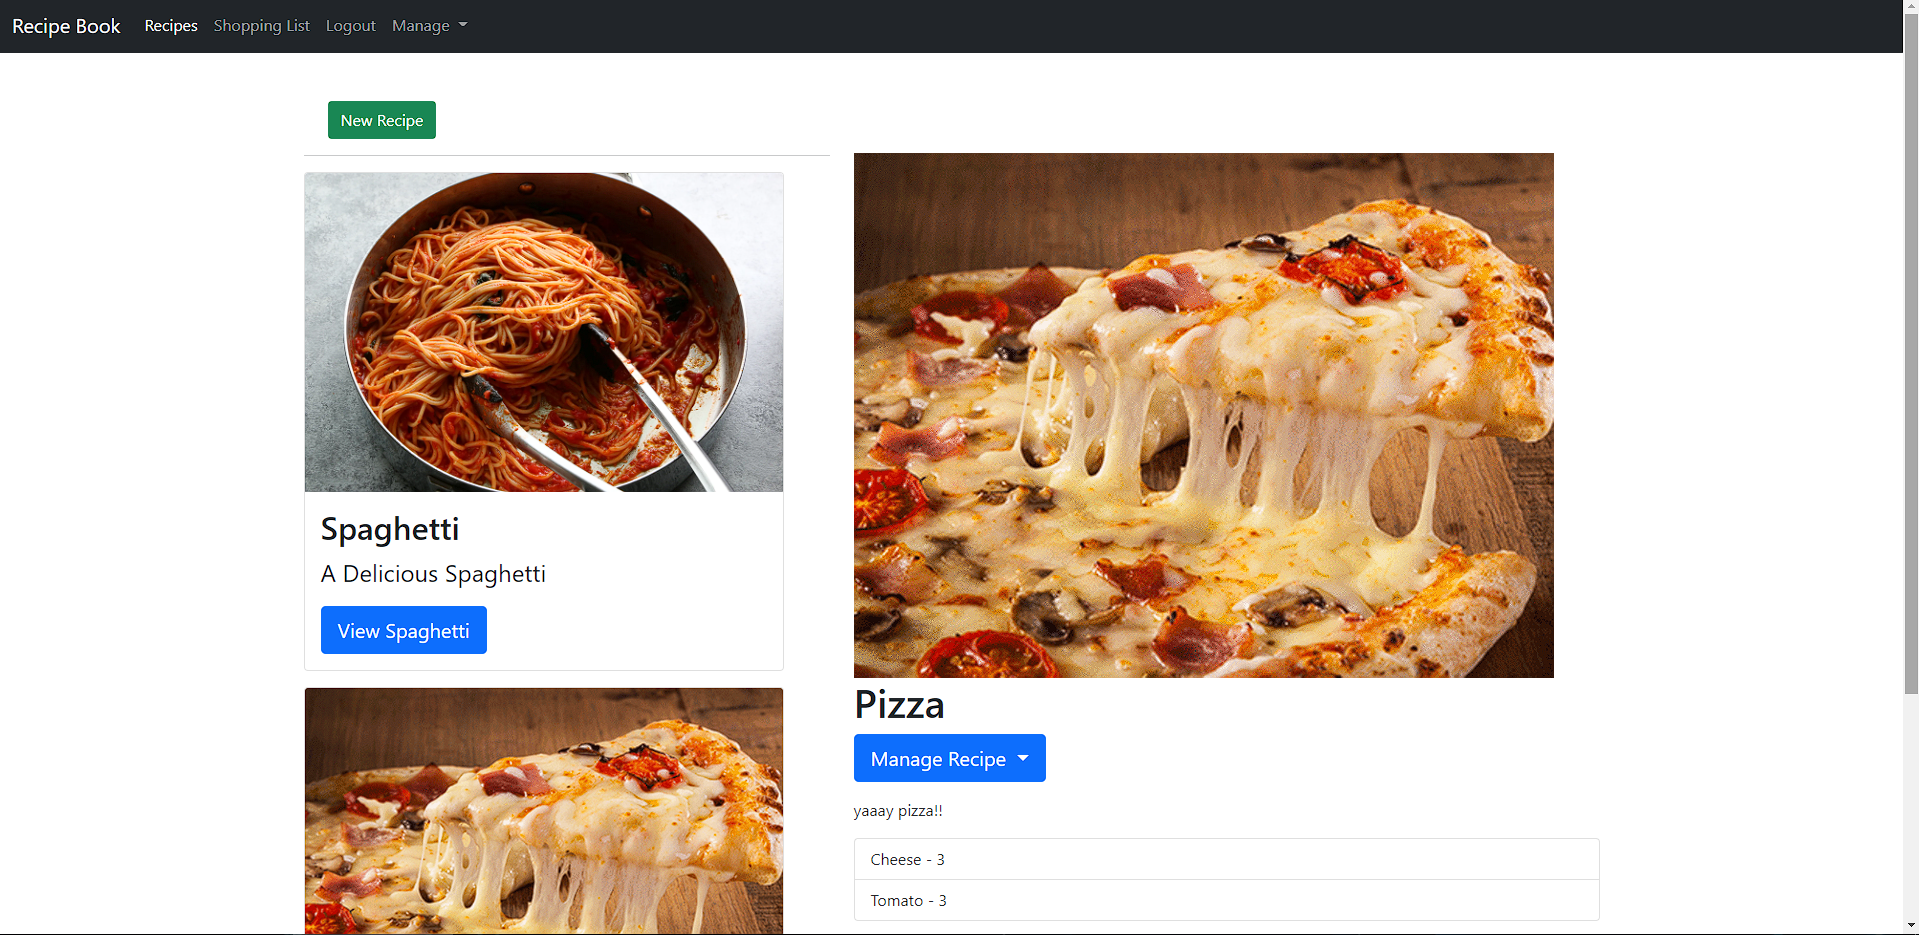 Recipe Book Recipes Shopping List Logout Manage
New Recipe
Spaghetti
A Delicious Spaghetti
View Spaghetti
Pizza
Manage Recipe
yaaay pizza!!
Cheese - 3
Tomato - 3